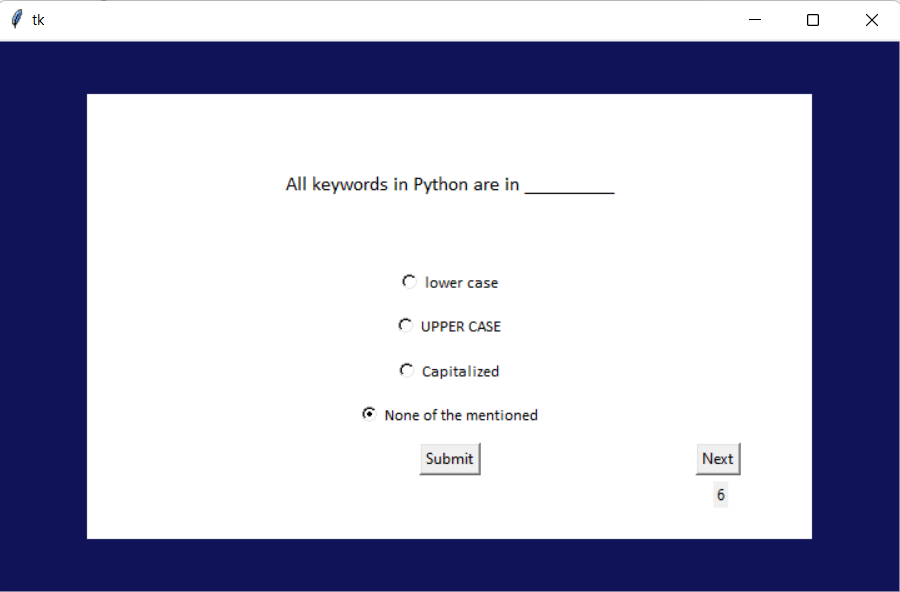 tk
All keywords in Python are in _________
lower case
UPPER CASE
Capitalized
None of the mentioned
Submit
Next
6